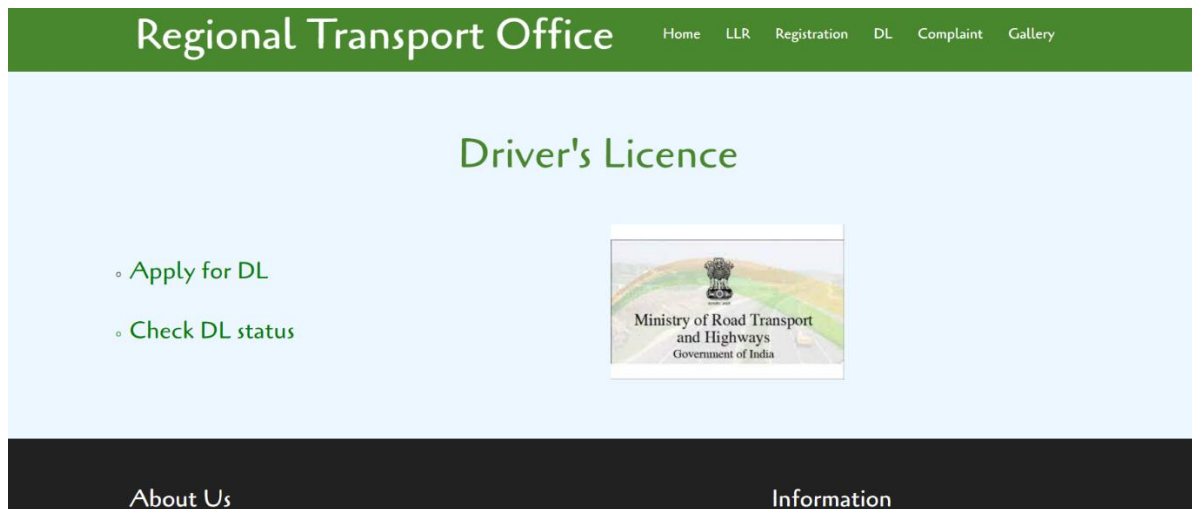 Regional Transport Office Home LLR Registration DL Complaint Gallery
Driver's Licence
Apply for DL
Check DL status
Ministry of Road Transport
and Highways
Government of India
About Us Information